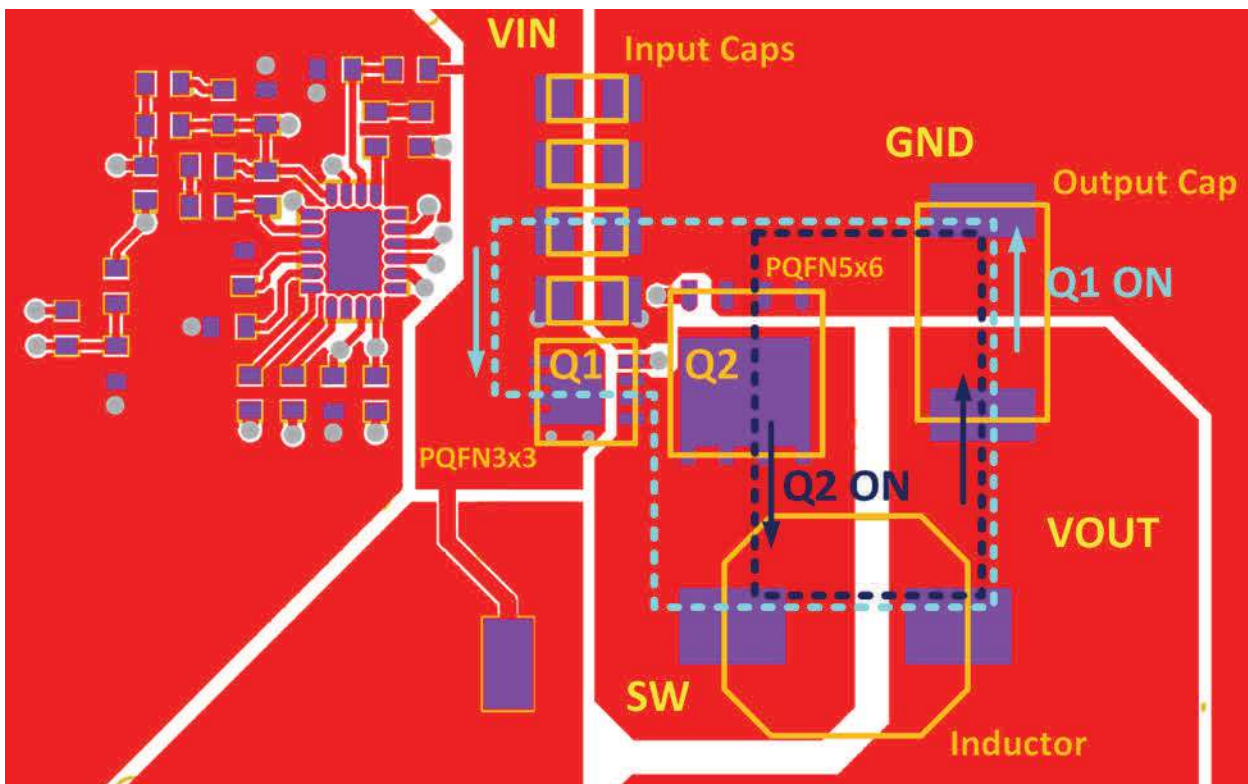 VIN
Input Caps
GND
Output Cap
PQFN5x6
Q1 ON
Q1
Q2
PQFN3x3
Q2 ON
VOUT
SW
Inductor